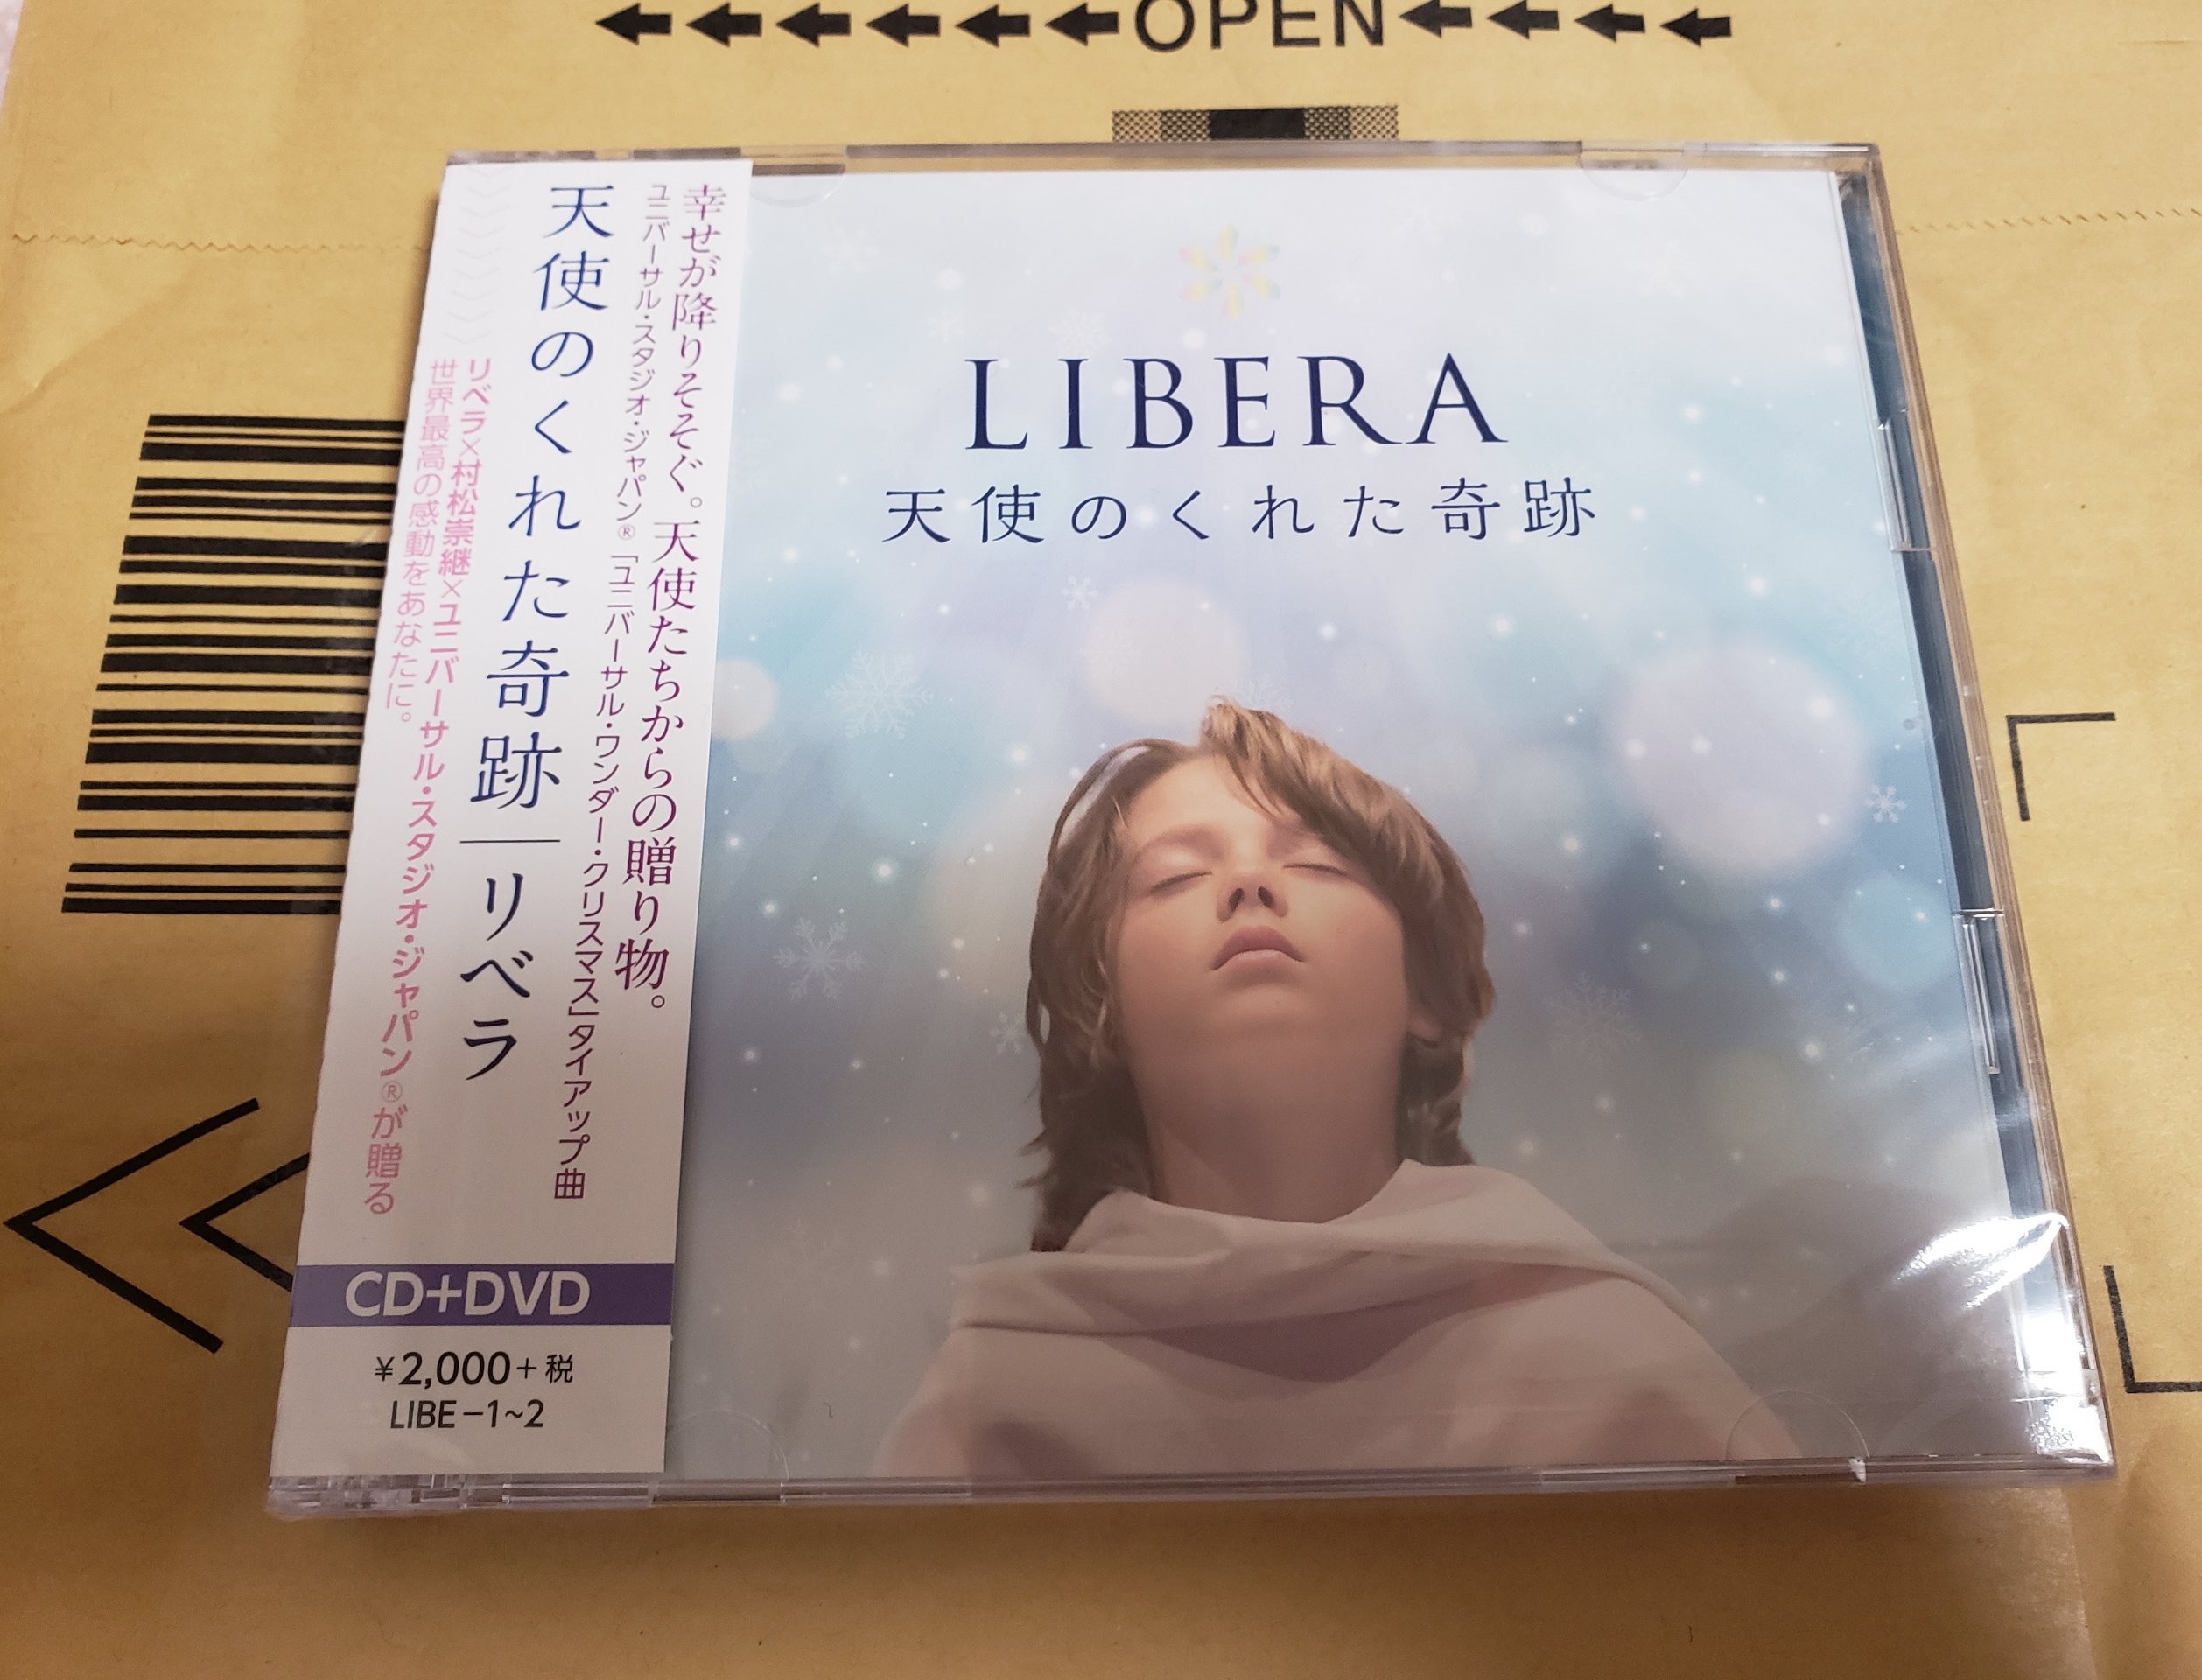 OPEN
幸せが降りそそぐ。天使たちからの贈り物。
ユニバーサル・スタジオ・ジャパン®「ユニバーサル・ワンダー・クリスマス」タイアップ曲
天使のくれた奇跡｜リベラ
リベラ×村松崇継×ユニバーサル・スタジオ・ジャパン®が贈る
世界最高の感動をあなたに。
CD+DVD
¥2,000+税
LIBE-1~2
LIBERA
天使のくれた奇跡